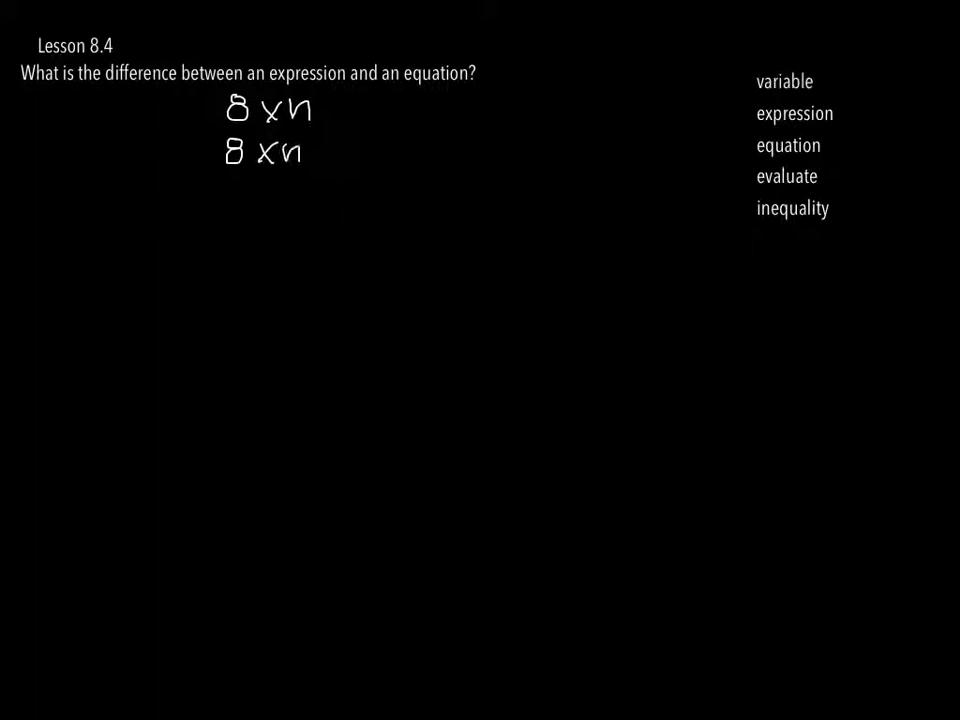 Lesson 8.4
What is the difference between an expression and an equation?
8 x n
8 x n
variable
expression
equation
evaluate
inequality